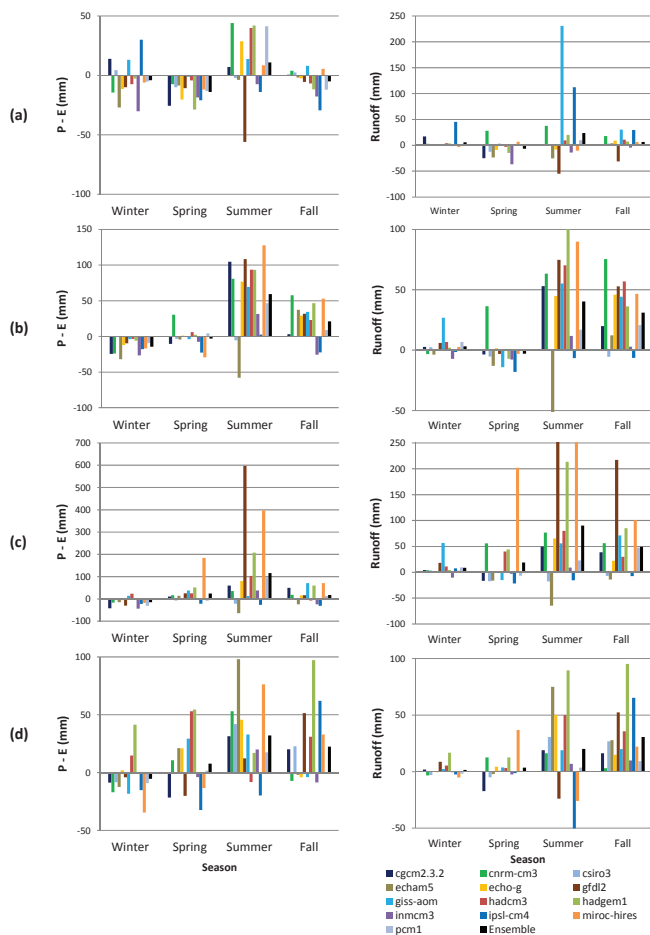 (a)
P - E (mm)
50
0
-50
-100
Winter Spring Summer Fall
Runoff (mm)
250
200
150
100
50
0
-50
-100
Winter Spring Summer Fall
(b)
P - E (mm)
150
100
50
0
-50
-100
Winter Spring Summer Fall
Runoff (mm)
100
50
0
-50
Winter Spring Summer Fall
(c)
P - E (mm)
700
600
500
400
300
200
100
0
-100
Winter Spring Summer Fall
Runoff (mm)
250
200
150
100
50
0
-50
-100
Winter Spring Summer Fall
(d)
P - E (mm)
100
50
0
-50
Winter Spring Summer Fall
Season
Runoff (mm)
100
50
0
-50
Winter Spring Summer Fall
Season
cgcm2.3.2 cnrm-cm3 csiro3
echam5 echo-g gfdl2
giss-aom hadcm3 hadgem1
inmcm3 ipsl-cm4 miroc-hires
pcm1 Ensemble